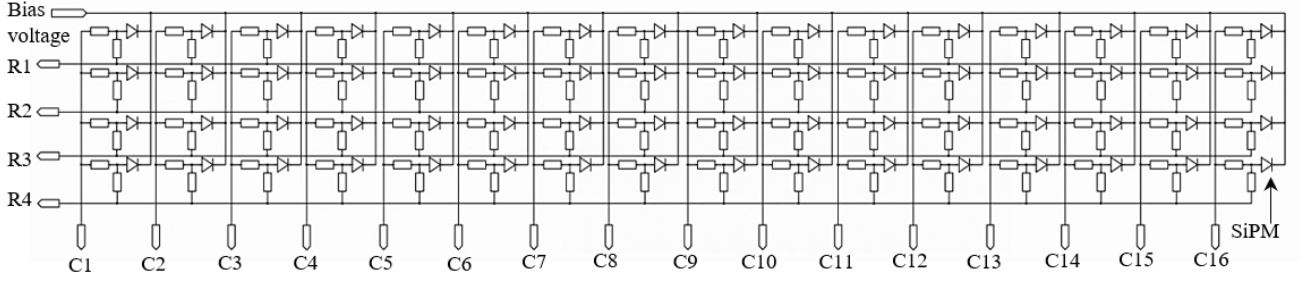 Bias
voltage
R1
R2
R3
R4
SiPM
C1 C2 C3 C4 C5 C6 C7 C8 C9 C10 C11 C12 C13 C14 C15 C16